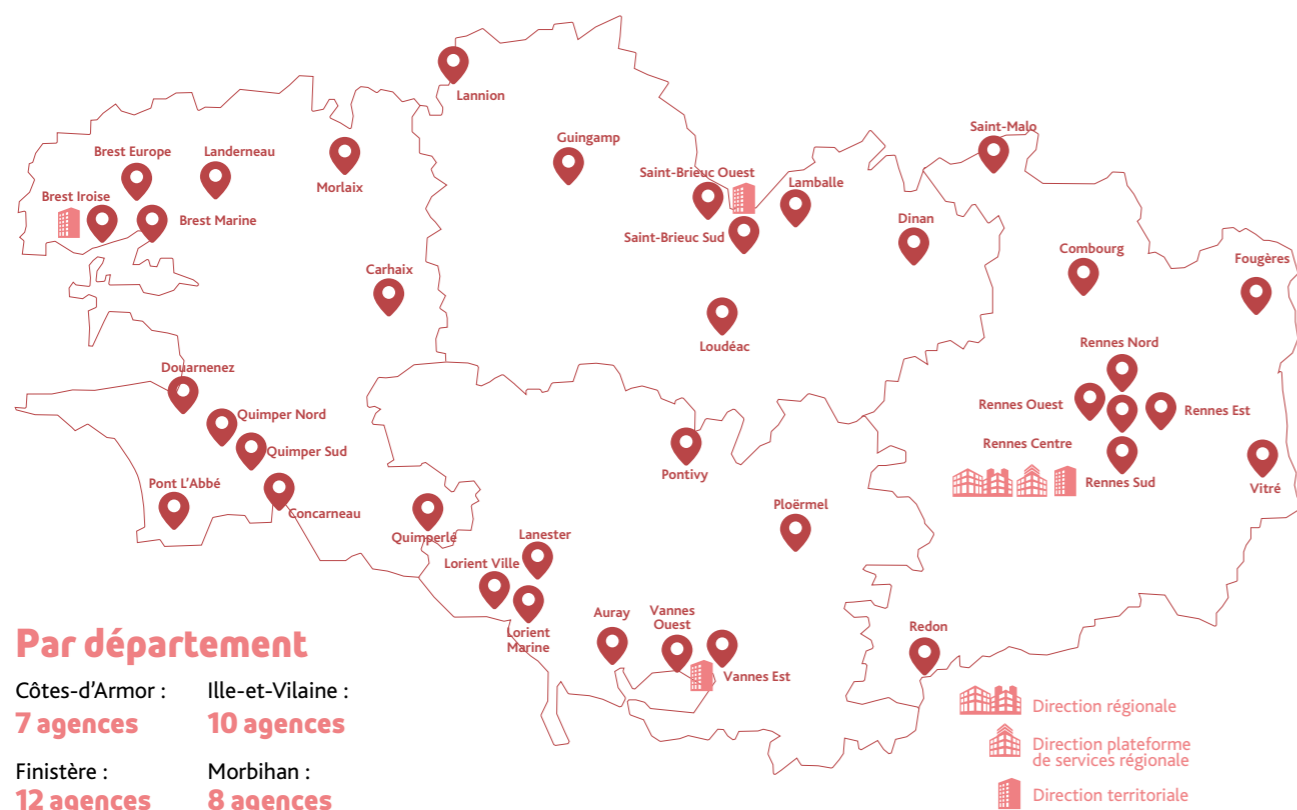 Lannion
Saint-Malo
Guingamp
Brest Europe
Landerneau
Saint-Brieuc Ouest
Lamballe
Morlaix
Brest Iroise
Brest Marine
Saint-Brieuc Sud
Dinan
Combourg
Fougères
Carhaix
Loudéac
Rennes Nord
Douarnenez
Rennes Ouest
Rennes Est
Quimper Nord
Rennes Centre
Quimper Sud
Pontivy
Rennes Sud
Vitré
Pont L'Abbé
Concarneau
Ploërmel
Quimperlé
Lanester
Lorient Ville
Auray
Vannes
Ouest
Redon
Lorient
Marine
Vannes Est
Par département
Côtes-d'Armor :
7 agences
Ille-et-Vilaine :
10 agences
Finistère :
12 agences
Morbihan :
8 agences
Direction régionale
Direction plateforme
de services régionale
Direction territoriale